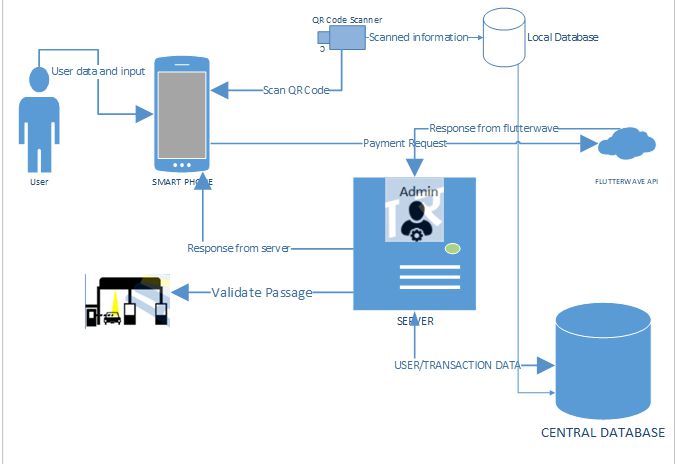 QR Code Scanner
Scanned information
Local Database
User data and input
Scan QR Code
Response from flutterwave
Payment Request
User
SMART PHONE
FLUTTERWAVE API
Admin
Response from server
Validate Passage
SERVER
USER/TRANSACTION DATA
CENTRAL DATABASE